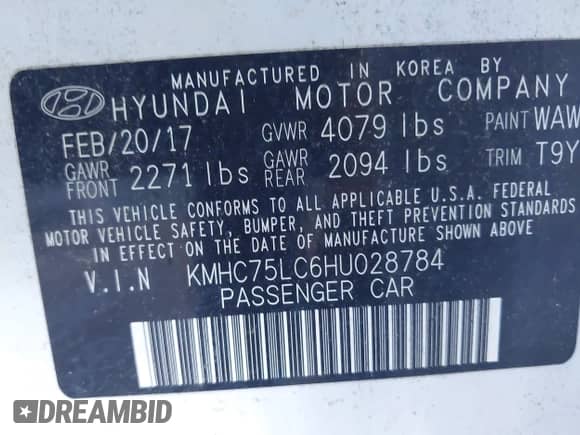 MANUFACTURED IN KOREA BY
HYUNDAI MOTOR COMPANY
FEB/20/17 GVWR 4079 lbs PAINT WAW
GAWR FRONT 2271 lbs GAWR REAR 2094 lbs TRIM T9Y
THIS VEHICLE CONFORMS TO ALL APPLICABLE U.S.A. FEDERAL
MOTOR VEHICLE SAFETY, BUMPER, AND THEFT PREVENTION STANDARDS
IN EFFECT ON THE DATE OF MANUFACTURE SHOWN ABOVE.
V.I.N KMHC75LC6HU028784
PASSENGER CAR
DREAMBID